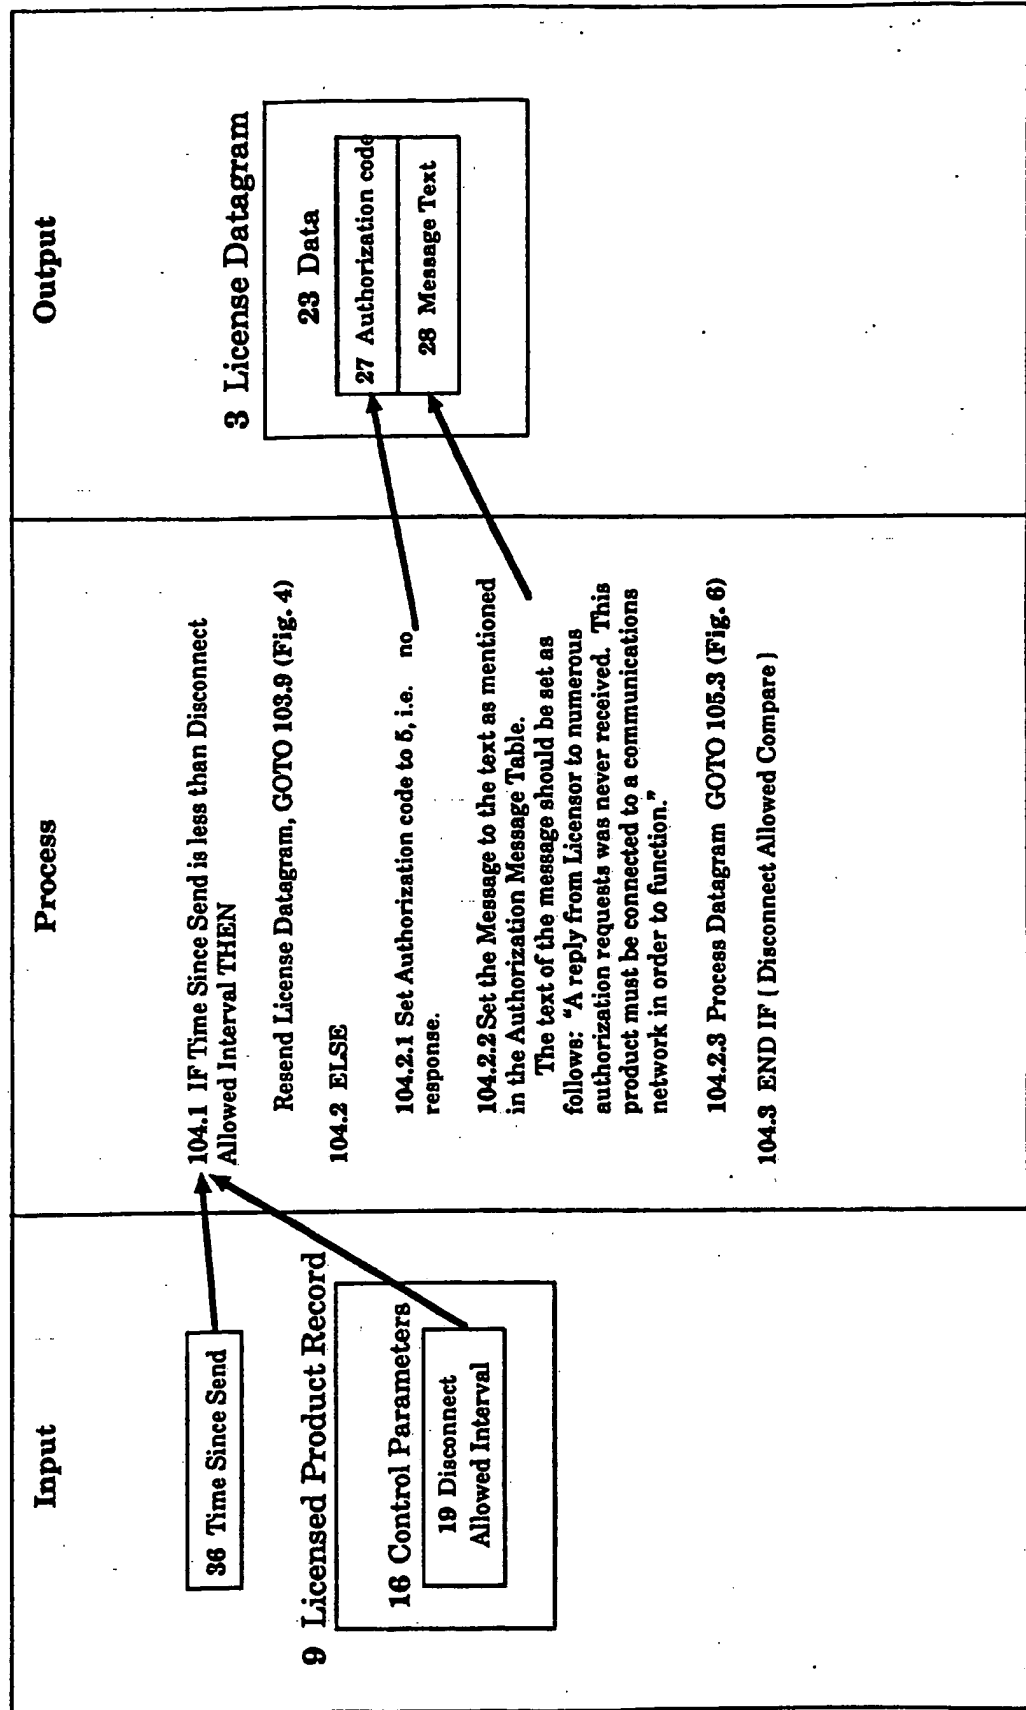 Input
36 Time Since Send
9 Licensed Product Record
16 Control Parameters
19 Disconnect
Allowed Interval
Process
104.1 IF Time Since Send is less than Disconnect
Allowed Interval THEN
Resend License Datagram, GOTO 103.9 (Fig. 4)
104.2 ELSE
104.2.1 Set Authorization code to 5, i.e. no
response.
104.2.2 Set the Message to the text as mentioned
in the Authorization Message Table.
The text of the message should be set as
follows: "A reply from Licensor to numerous
authorization requests was never received. This
product must be connected to a communications
network in order to function."
104.2.3 Process Datagram GOTO 105.3 (Fig. 6)
104.3 END IF ( Disconnect Allowed Compare )
Output
3 License Datagram
23 Data
27 Authorization code
28 Message Text